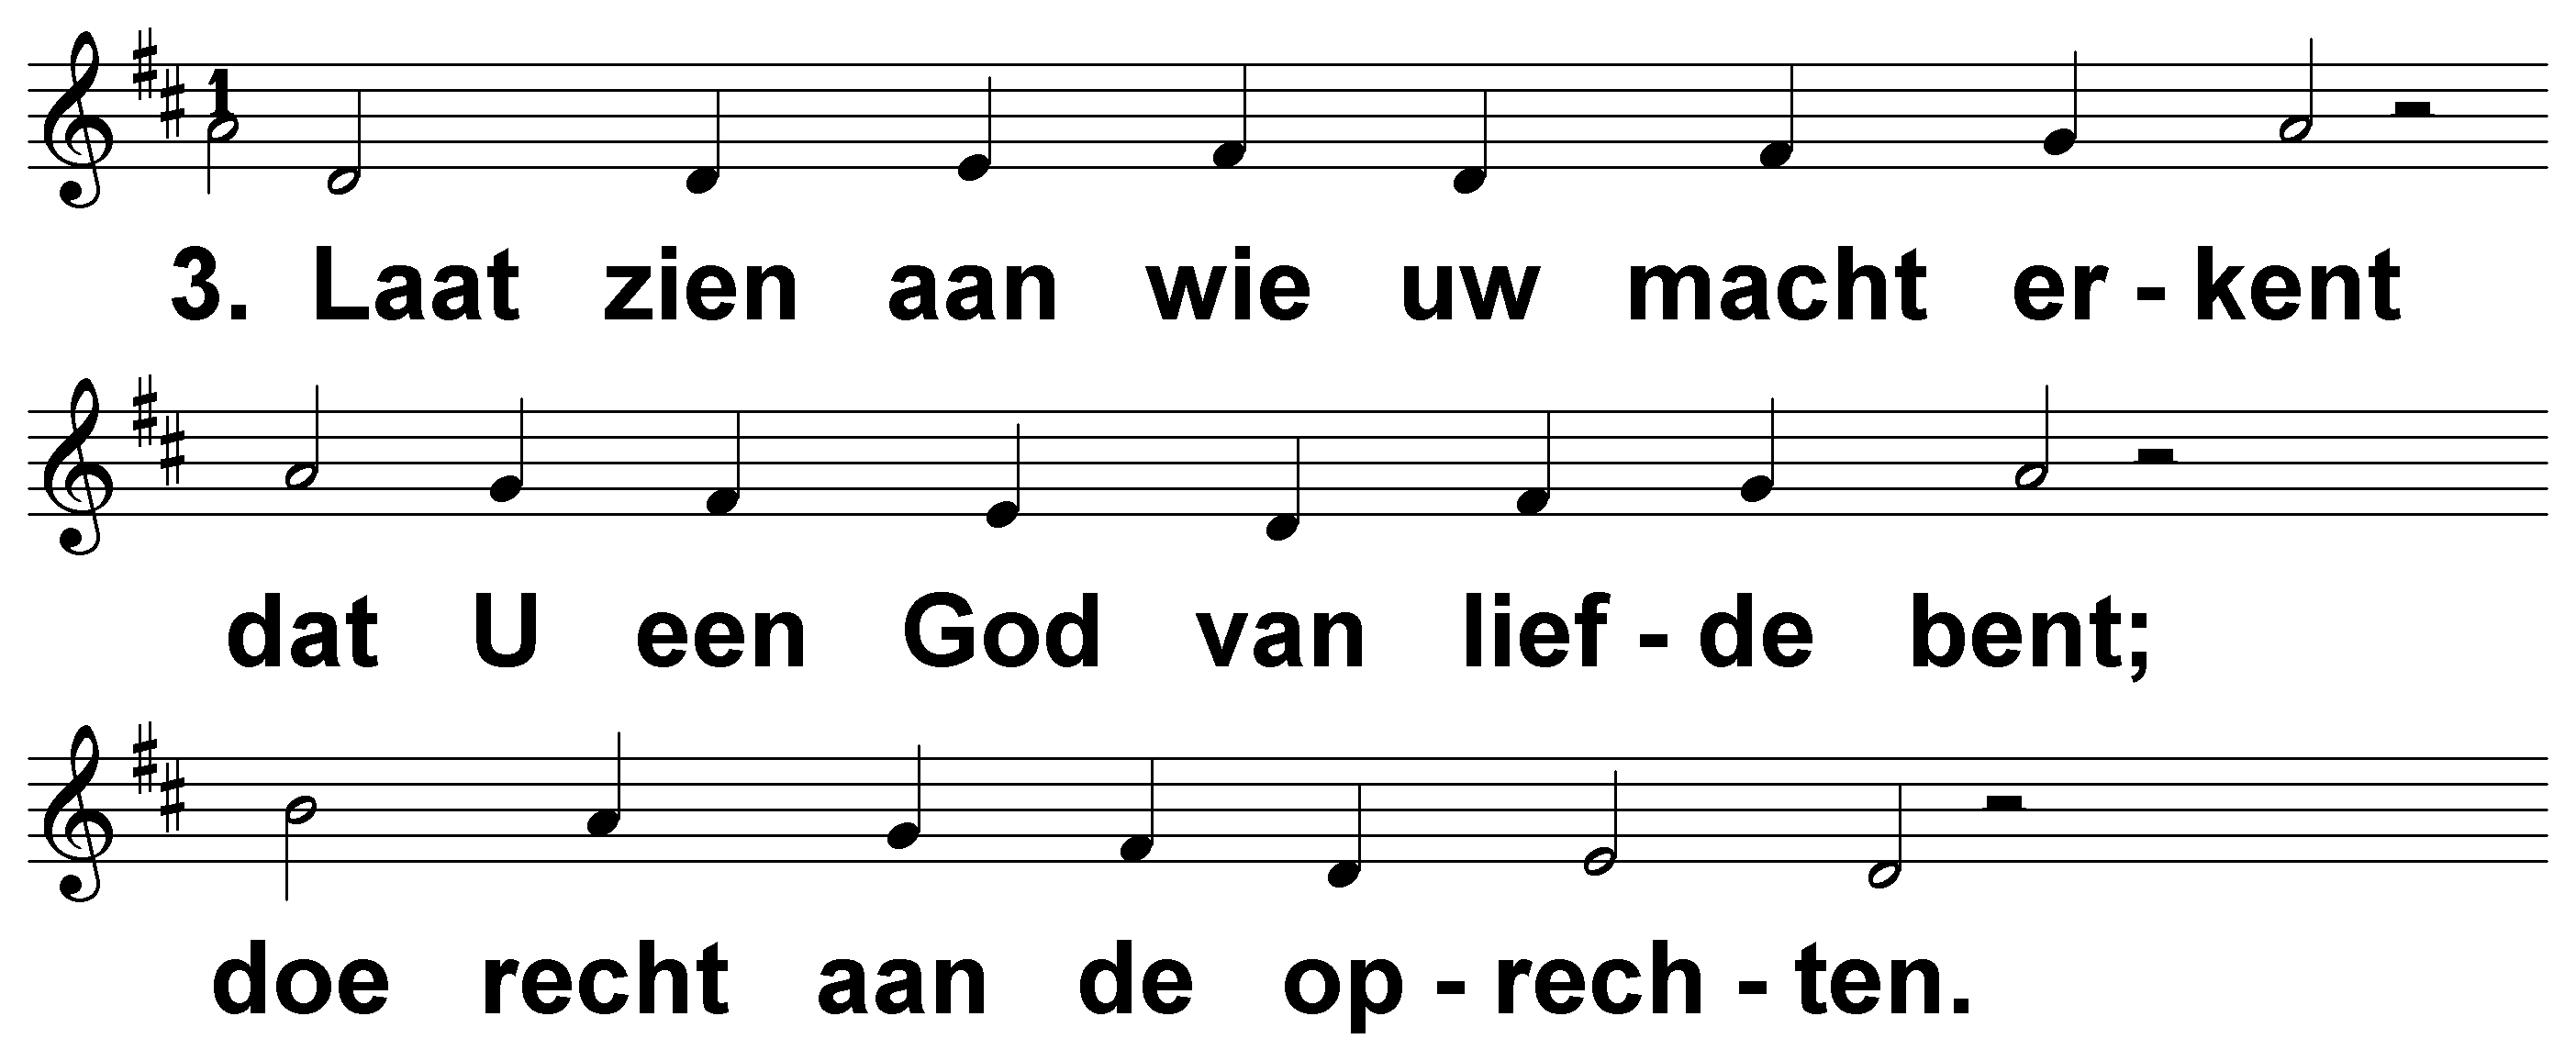 1
3. Laat zien aan wie uw macht er - kent
dat U een God van lief - de bent;
doe recht aan de op - rech - ten.